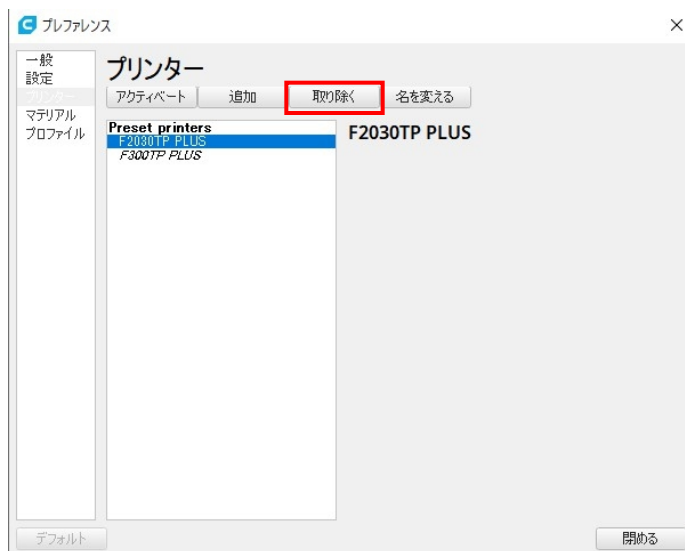 プレファレンス
一般
設定
プリンター
マテリアル
プロファイル
プリンター
アクティベート 追加 取り除く 名を変える
Preset printers
F2030TP PLUS
F300TP PLUS
F2030TP PLUS
デフォルト
閉める